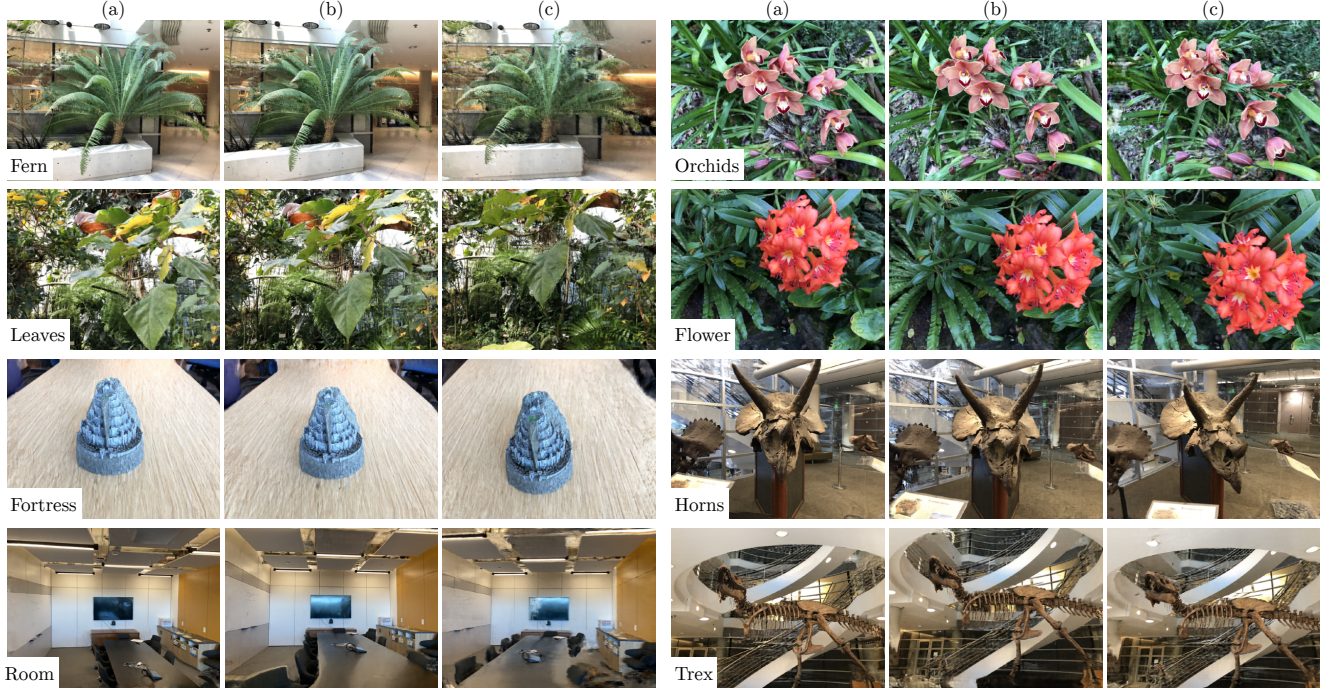 (a) (b) (c) (a) (b) (c)
Fern
Orchids
Leaves
Flower
Fortress
Horns
Room
Trex